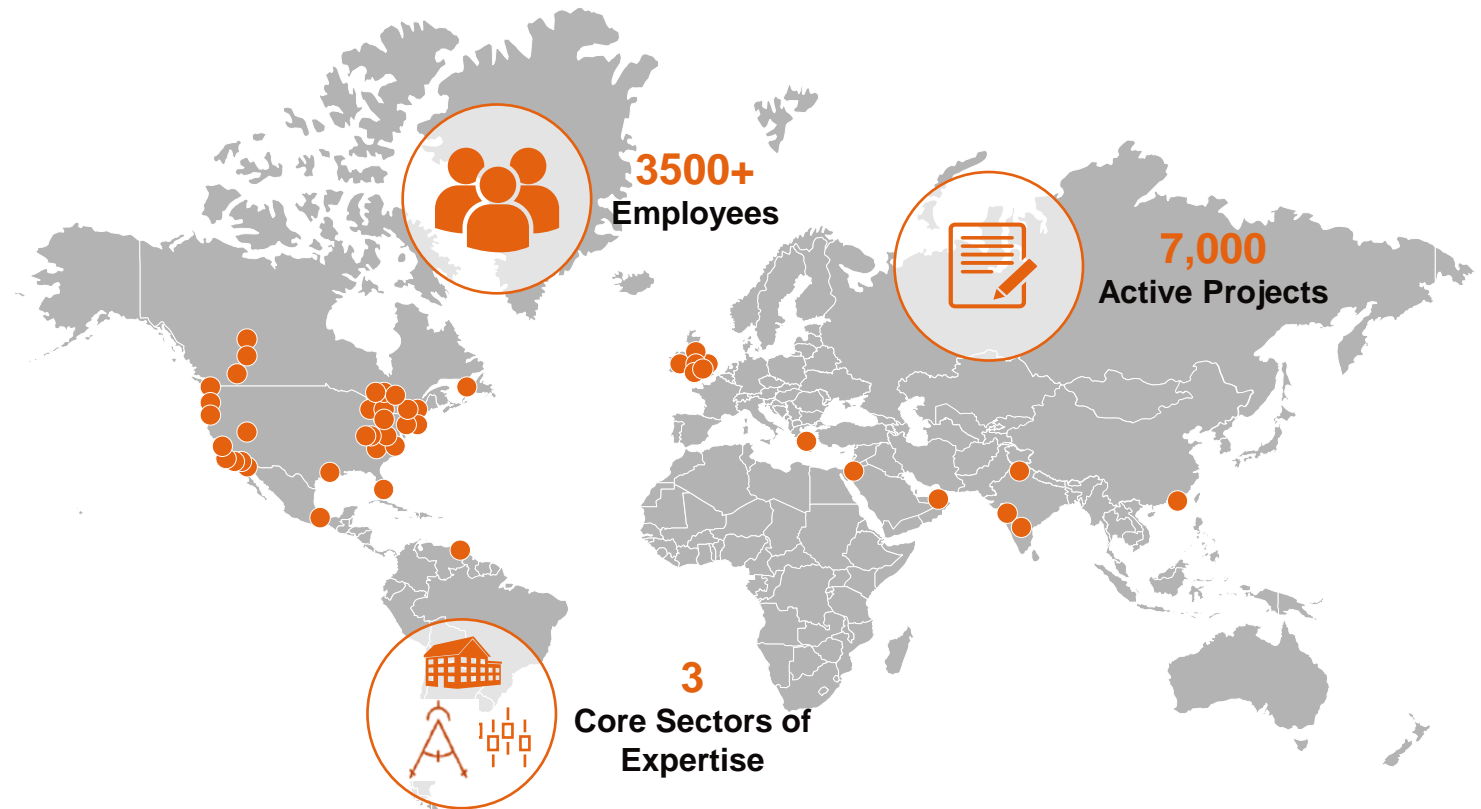 3500+
Employees
7,000
Active Projects
3
Core Sectors of
Expertise